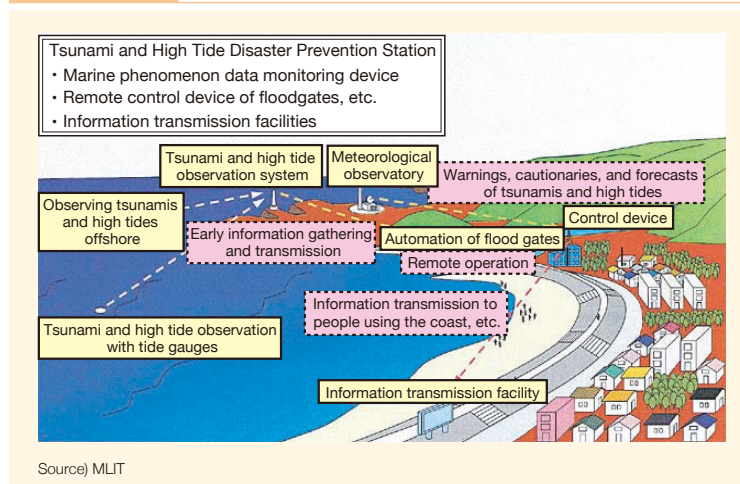 Tsunami and High Tide Disaster Prevention Station
・Marine phenomenon data monitoring device
・Remote control device of floodgates, etc.
・Information transmission facilities
Tsunami and high tide
observation system
Meteorological
observatory
Warnings, cautionaries, and forecasts
of tsunamis and high tides
Observing tsunamis
and high tides
offshore
Early information gathering
and transmission
Control device
Automation of flood gates
Remote operation
Information transmission to
people using the coast, etc.
Tsunami and high tide observation
with tide gauges
Information transmission facility
Source) MLIT